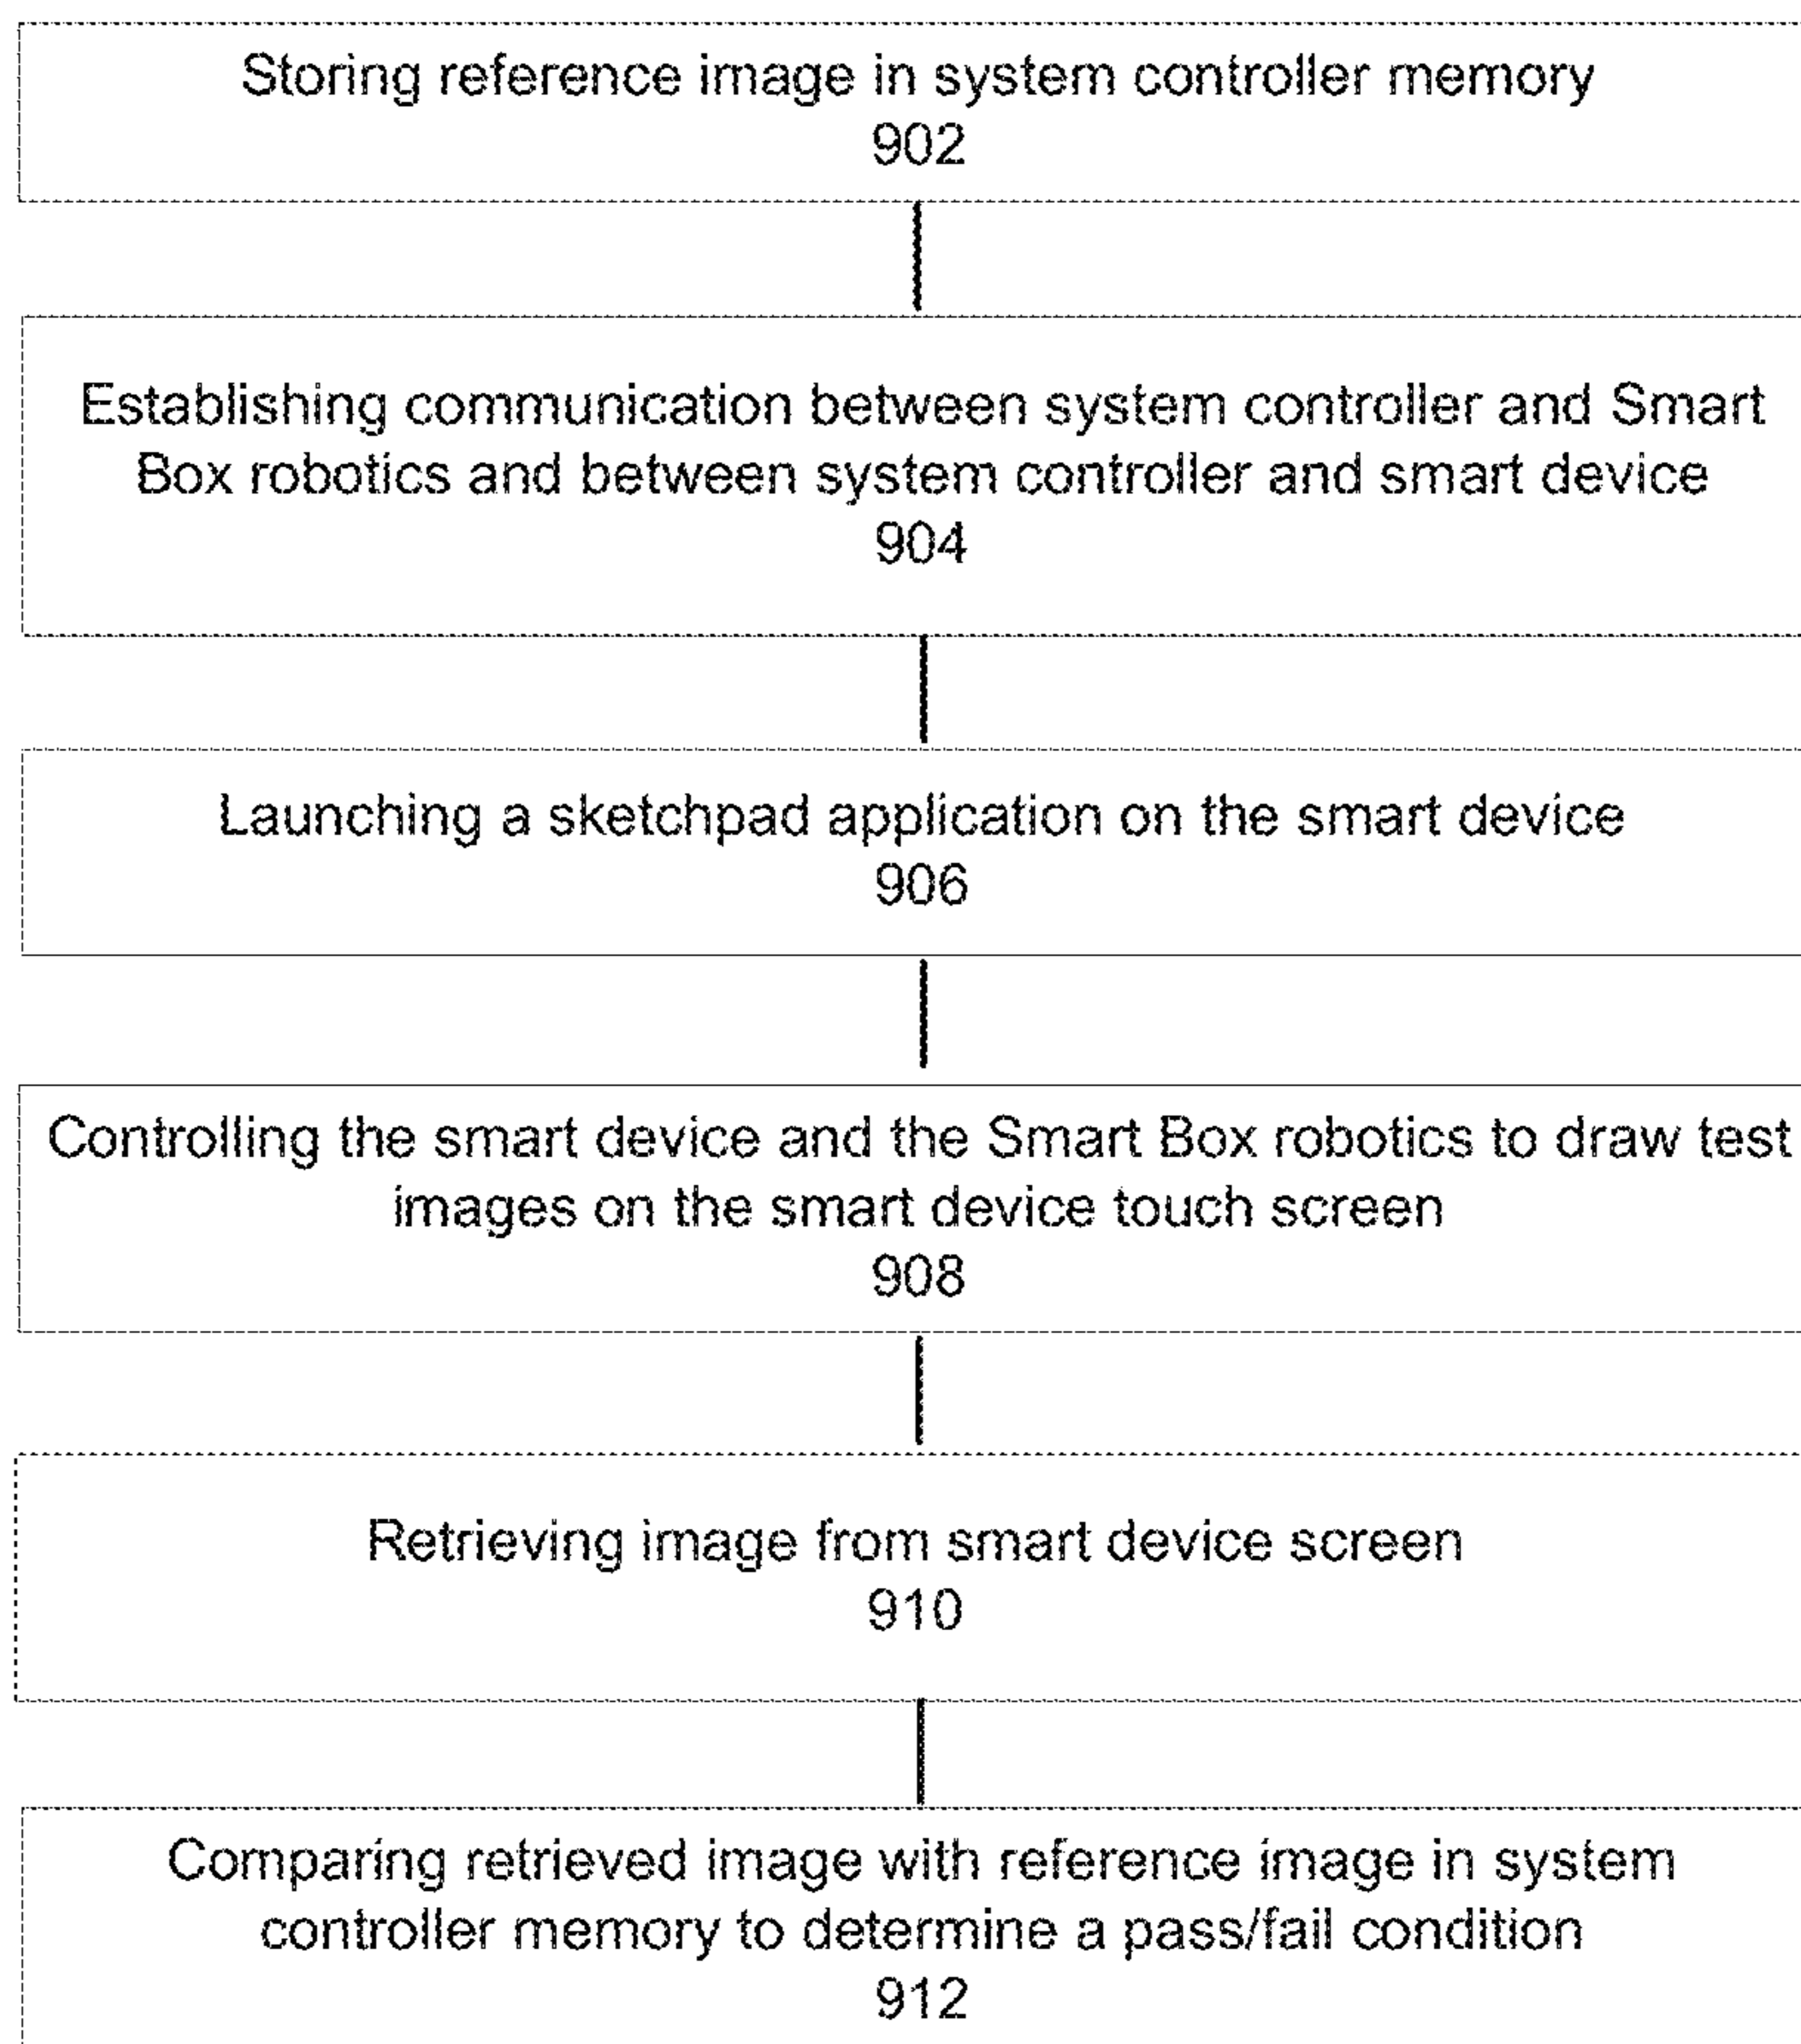 Storing reference image in system controller memory
902
Establishing communication between system controller and Smart
Box robotics and between system controller and smart device
904
Launching a sketchpad application on the smart device
906
Controlling the smart device and the Smart Box robotics to draw test
images on the smart device touch screen
908
Retrieving image from smart device screen
910
Comparing retrieved image with reference image in system
controller memory to determine a pass/fail condition
912